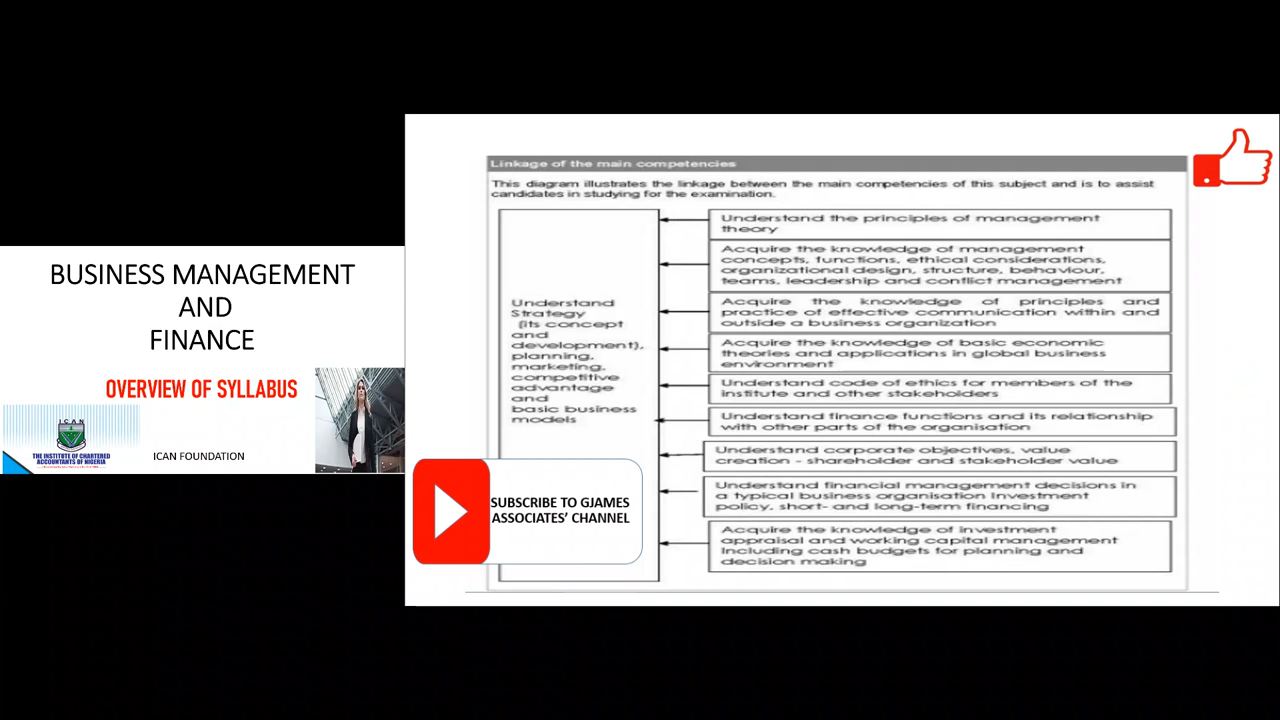 BUSINESS MANAGEMENT
AND
FINANCE
OVERVIEW OF SYLLABUS
ICAN
THE INSTITUTE OF CHARTERED
ACCOUNTANTS OF NIGERIA
ICAN FOUNDATION
Linkage of the main competencies
This diagram illustrates the linkage between the main competencies of this subject and is to assist
candidates in studying for the examination.
Understand
Strategy
(its concept
and
development),
planning,
marketing,
competitive
advantage
and
basic business
models
Understand the principles of management
theory
Acquire the knowledge of management
concepts, functions, ethical considerations,
organizational design, structure, behaviour,
teams, leadership and conflict management
Acquire the knowledge of principles and
practice of effective communication within and
outside a business organization
Acquire the knowledge of basic economic
theories and applications in global business
environment
Understand code of ethics for members of the
institute and other stakeholders
Understand finance functions and its relationship
with other parts of the organisation
Understand corporate objectives, value
creation - shareholder and stakeholder value
Understand financial management decisions in
a typical business organisation Investment
policy, short- and long-term financing
Acquire the knowledge of investment
appraisal and working capital management
Including cash budgets for planning and
decision making
SUBSCRIBE TO GJAMES
ASSOCIATES' CHANNEL